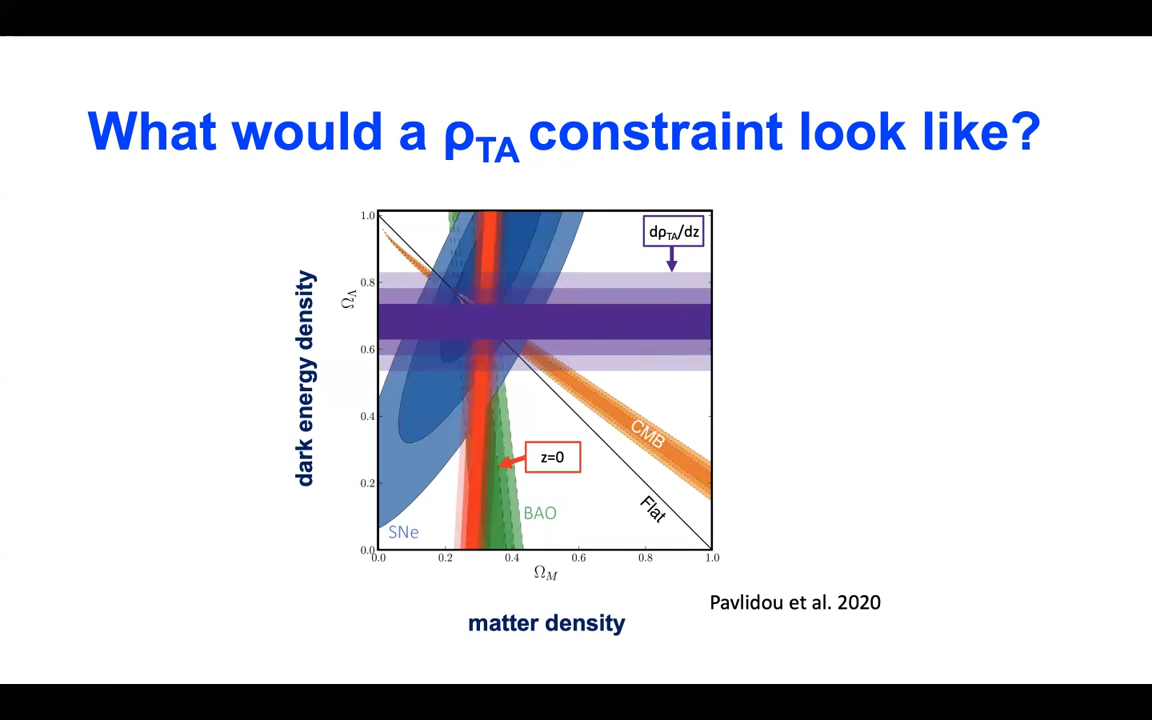 What would a ρTA constraint look like?
1.0
0.8
0.6
0.4
0.2
0.0
ΩΛ
dark energy density
dρTA/dz
CMB
z=0
Flat
BAO
SNe
0.0 0.2 0.4 0.6 0.8 1.0
ΩM
Pavlidou et al. 2020
matter density